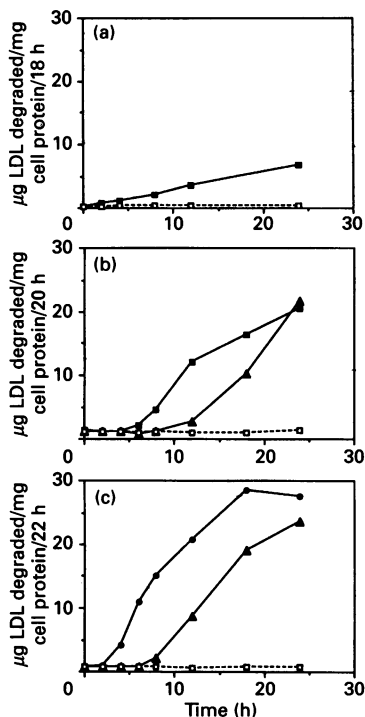 (a)
30
20
10
0
µg LDL degraded/mg
cell protein/18 h
0 10 20 30
(b)
30
20
10
µg LDL degraded/mg
cell protein/20 h
0 10 20 30
(c)
30
20
10
µg LDL degraded/mg
cell protein/22 h
0 10 20 30
Time (h)